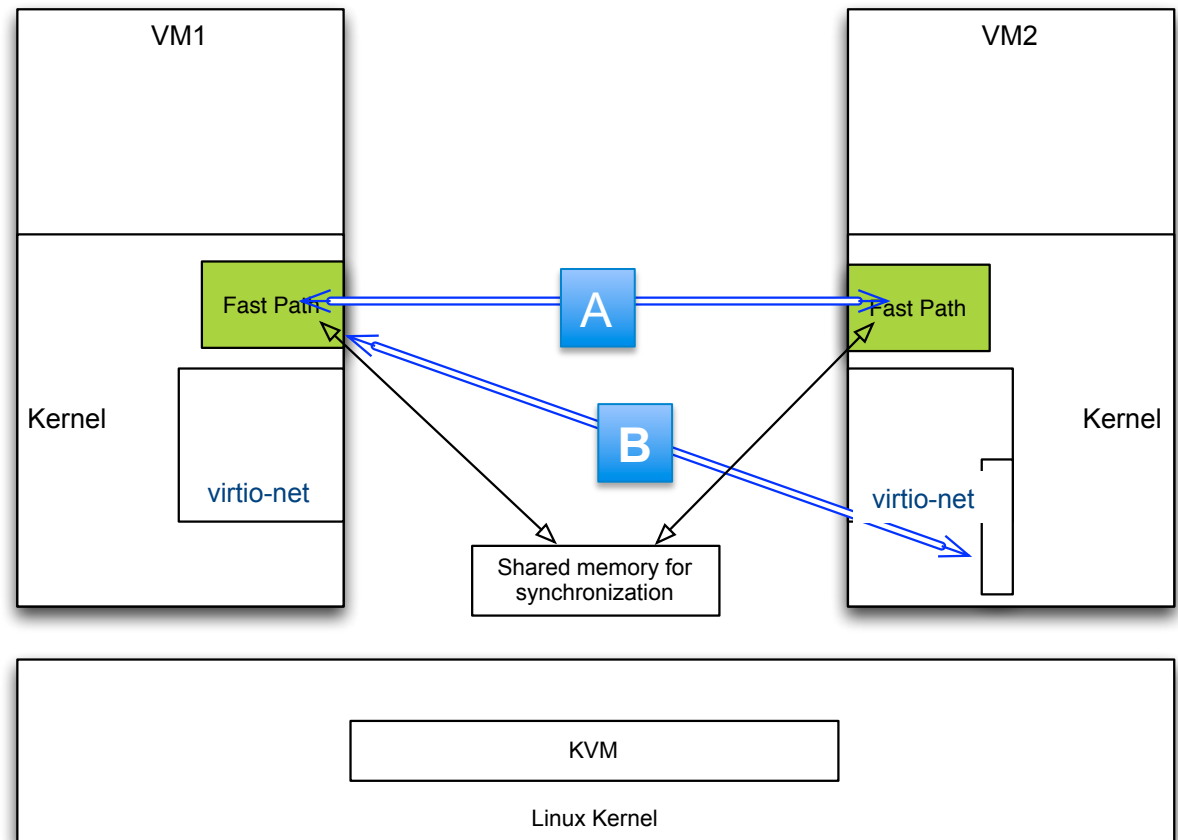 VM1
VM2
Fast Path
A
Fast Path
Kernel
B
Kernel
virtio-net
virtio-net
Shared memory for
synchronization
KVM
Linux Kernel